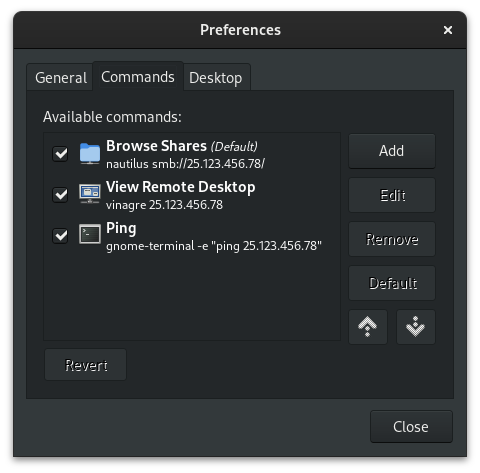 Preferences
General Commands Desktop
Available commands:
Browse Shares (Default)
nautilus smb://25.123.456.78/
View Remote Desktop
vinagre 25.123.456.78
Ping
gnome-terminal -e "ping 25.123.456.78"
Add
Edit
Remove
Default
Revert
Close